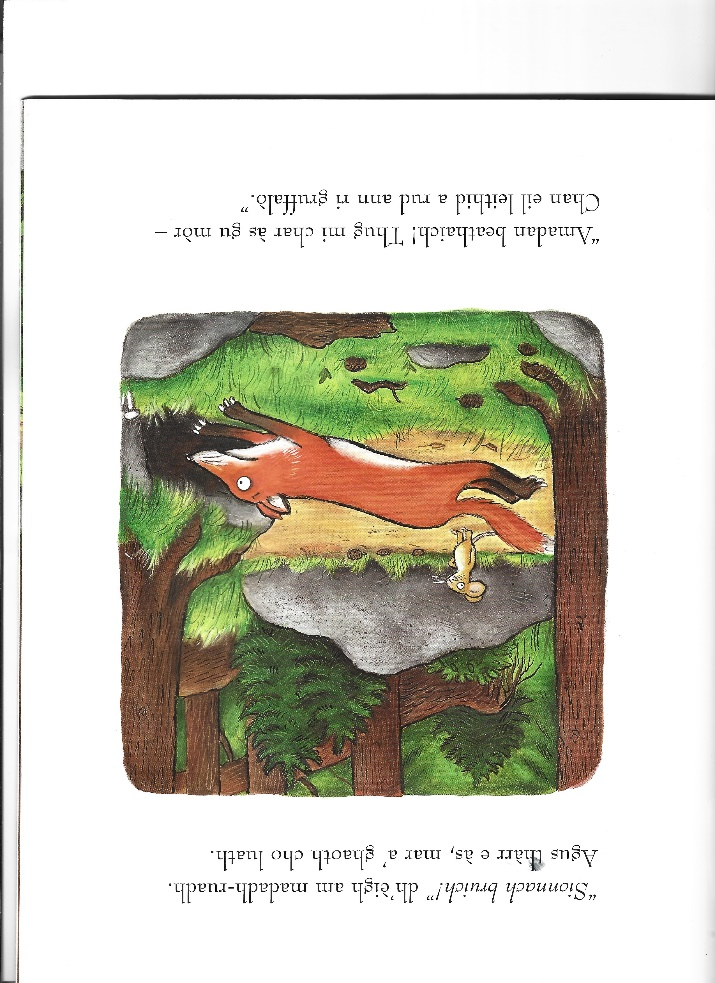 “Sionnach bruich!” dh’èigh am madadh-ruadh.
Agus thàrr e às, mar a’ ghaoth cho luath.
“Amadan beathaich! Thug mi char às gu mòr –
Chan eil leithid a rud ann ri gruffalò.”